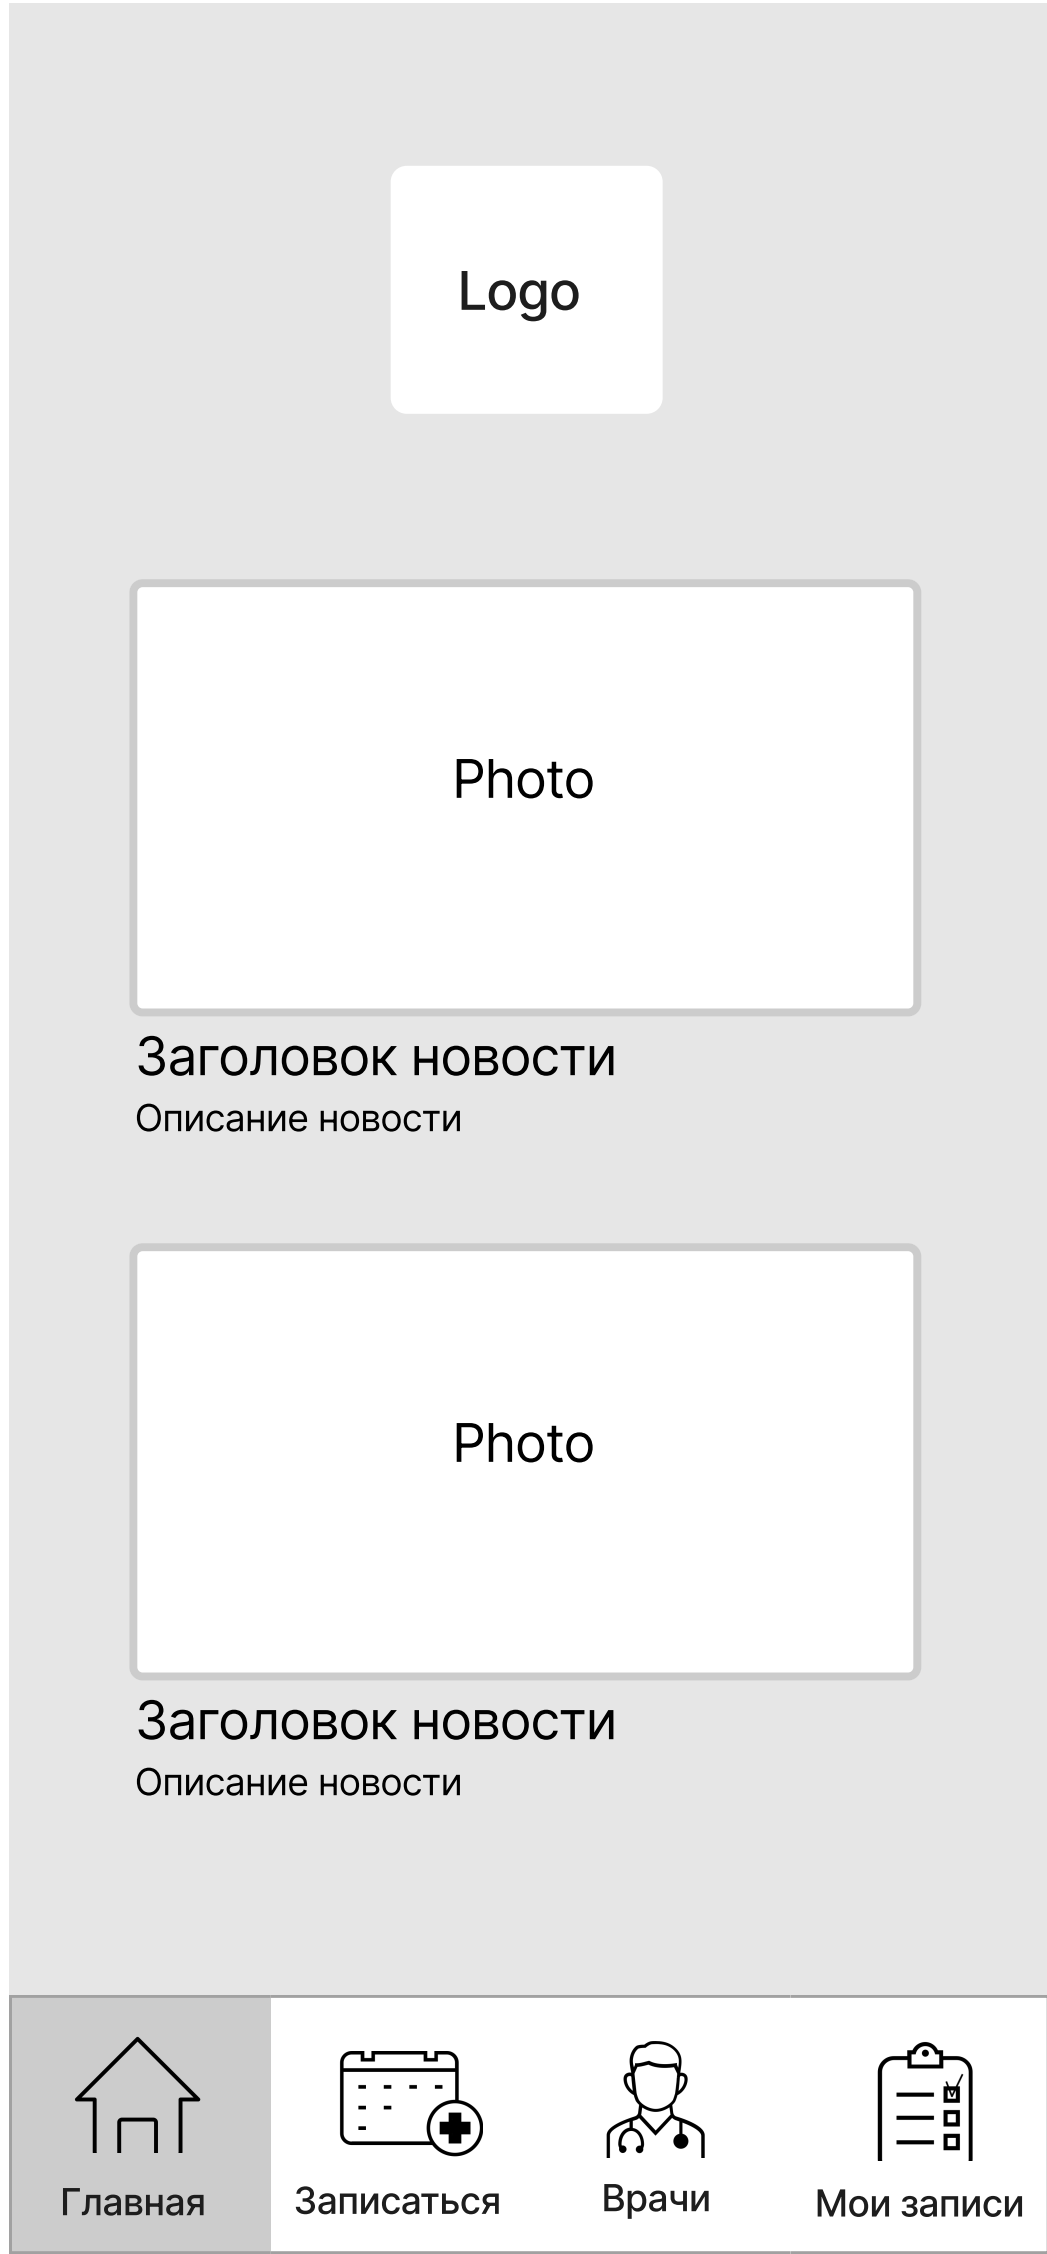 Logo
Photo
Заголовок новости
Описание новости
Photo
Заголовок новости
Описание новости
Главная
Записаться
Врачи
Мои записи